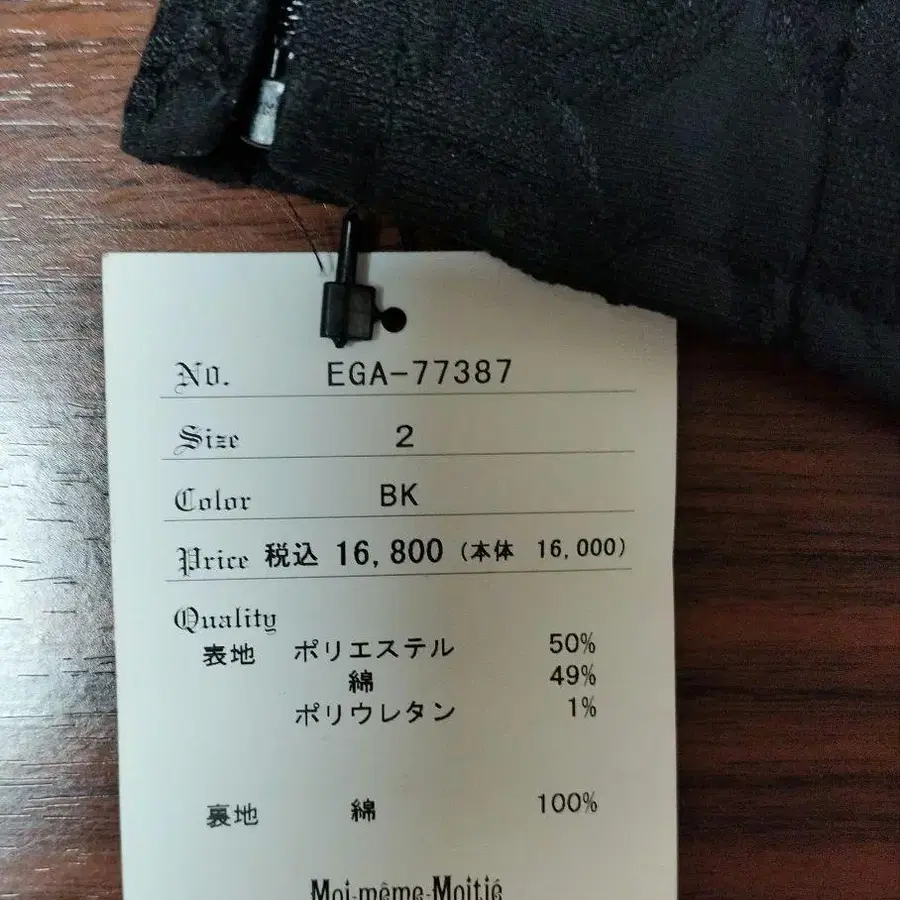 No. EGA-77387
Size 2
Color BK
Price 税込 16,800 (本体 16,000)
Quality
表地 ポリエステル 50%
綿 49%
ポリウレタン 1%
裏地 綿 100%
Moi-même-Moitié